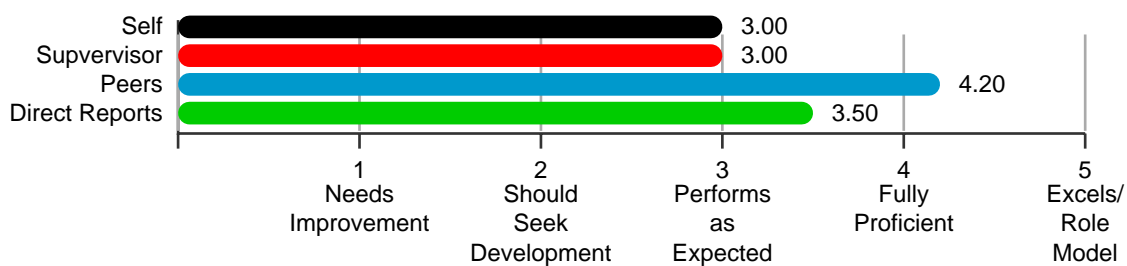 Self 3.00
Supvervisor 3.00
Peers 4.20
Direct Reports 3.50
1 2 3 4 5
Needs Should Performs Fully Excels/
Improvement Seek as Proficient Role
Development Expected Model